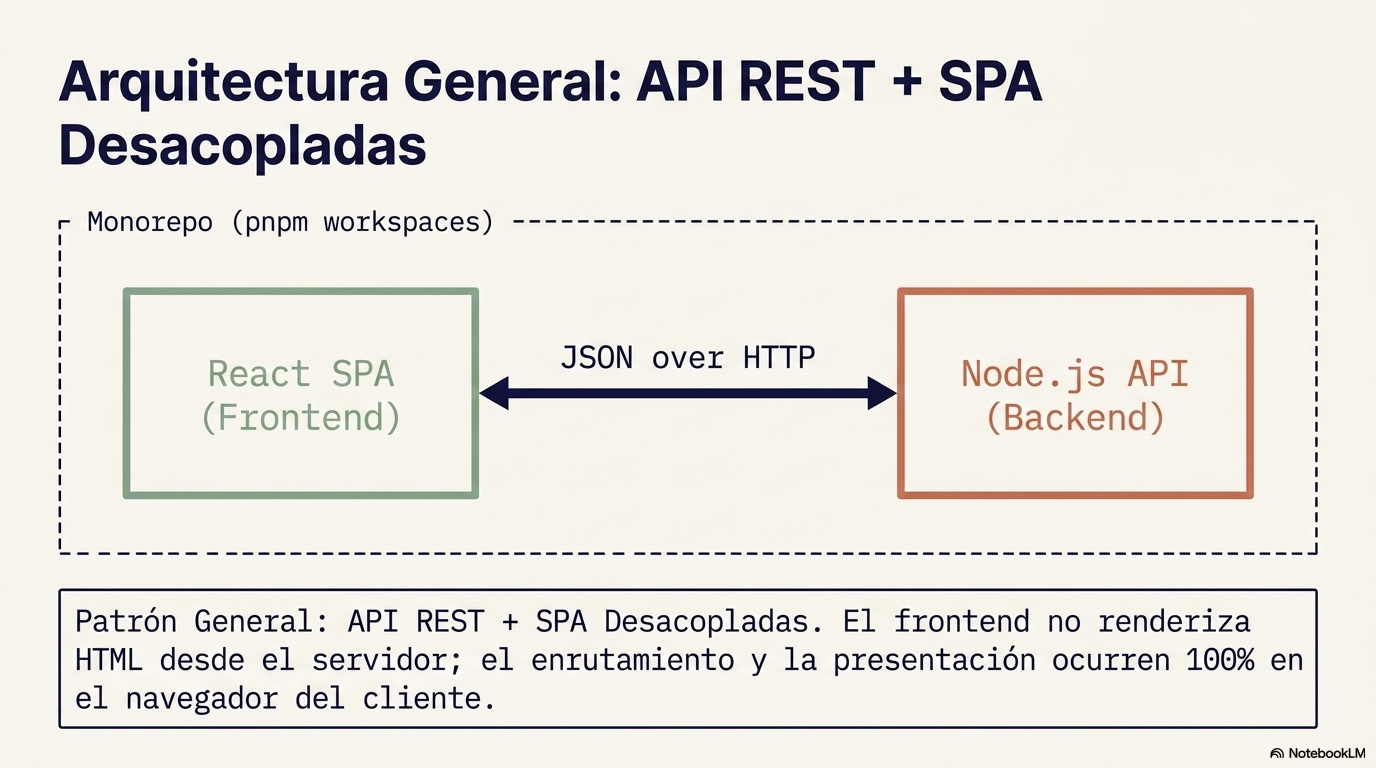 Arquitectura General: API REST + SPA
Desacopladas
Monorepo (pnpm workspaces)
React SPA
(Frontend)
JSON over HTTP
Node.js API
(Backend)
Patrón General: API REST + SPA Desacopladas. El frontend no renderiza
HTML desde el servidor; el enrutamiento y la presentación ocurren 100% en
el navegador del cliente.
NotebookLM